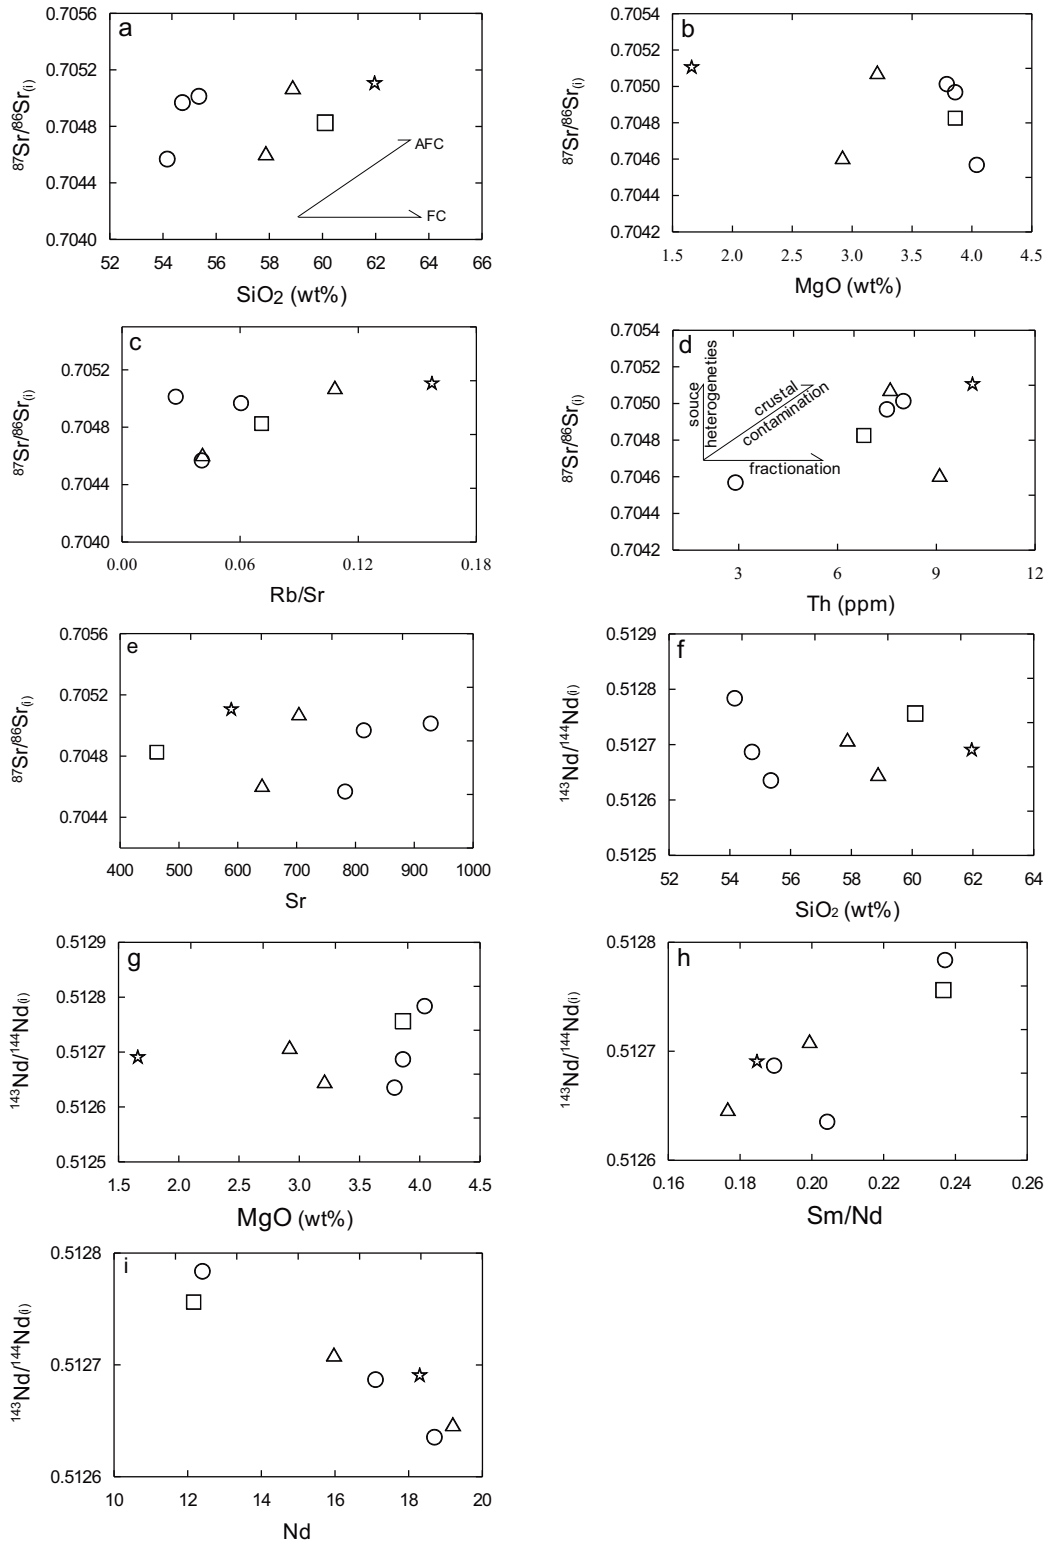 a
0.7056
0.7052
0.7048
0.7044
0.7040
87Sr/86Sr(i)
AFC
FC
52 54 56 58 60 62 64 66
SiO2 (wt%)
b
0.7054
0.7052
0.7050
0.7048
0.7046
0.7044
0.7042
87Sr/86Sr(i)
1.5 2.0 2.5 3.0 3.5 4.0 4.5
MgO (wt%)
c
0.7052
0.7048
0.7044
0.7040
87Sr/86Sr(i)
0.00 0.06 0.12 0.18
Rb/Sr
d
0.7054
0.7052
0.7050
0.7048
0.7046
0.7044
0.7042
87Sr/86Sr(i)
souce
heterogeneties
crustal
contamination
fractionation
3 6 9 12
Th (ppm)
e
0.7056
0.7052
0.7048
0.7044
87Sr/86Sr(i)
400 500 600 700 800 900 1000
Sr
f
0.5129
0.5128
0.5127
0.5126
0.5125
143Nd/144Nd(i)
52 54 56 58 60 62 64
SiO2 (wt%)
g
0.5129
0.5128
0.5127
0.5126
0.5125
143Nd/144Nd(i)
1.5 2.0 2.5 3.0 3.5 4.0 4.5
MgO (wt%)
h
0.5128
0.5127
0.5126
143Nd/144Nd(i)
0.16 0.18 0.20 0.22 0.24 0.26
Sm/Nd
i
0.5128
0.5127
0.5126
143Nd/144Nd(i)
10 12 14 16 18 20
Nd